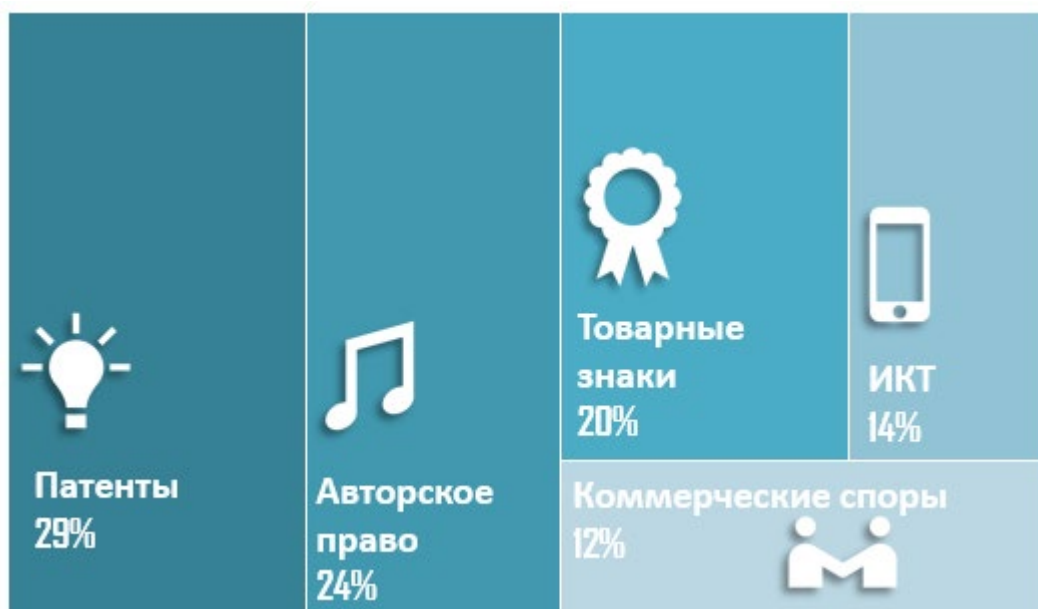 Патенты
29%
Авторское
право
24%
Товарные
знаки
20%
ИКТ
14%
Коммерческие споры
12%